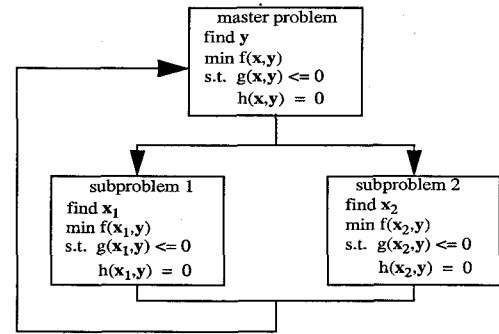 master problem
find y
min f(x,y)
s.t. g(x,y) <= 0
h(x,y) = 0
subproblem 1
find x₁
min f(x₁,y)
s.t. g(x₁,y) <= 0
h(x₁,y) = 0
subproblem 2
find x₂
min f(x₂,y)
s.t. g(x₂,y) <= 0
h(x₂,y) = 0